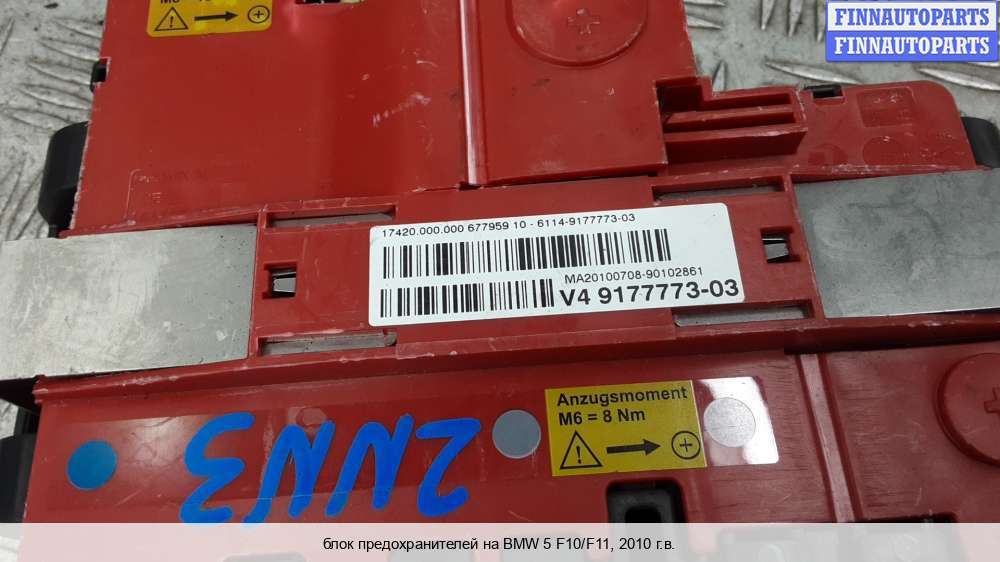 FINNAUTOPARTS
FINNAUTOPARTS
17420.000.000 677959 10 - 6114-9177773-03
MA20100708-90102861
V4 9177773-03
Anzugsmoment
M6 = 8 Nm
2NN3
блок предохранителей на BMW 5 F10/F11, 2010 г.в.